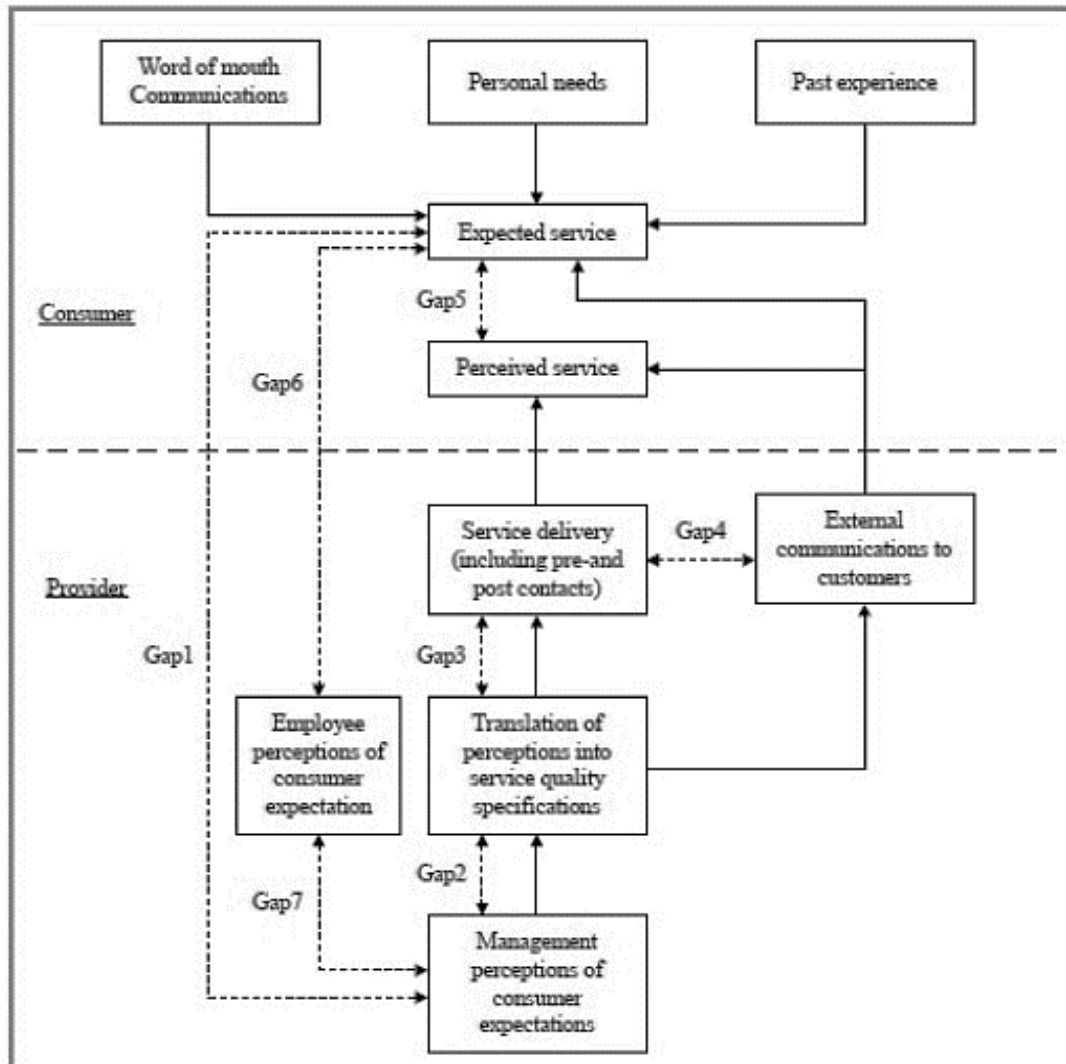 Word of mouth
Communications
Personal needs
Past experience
Expected service
Consumer
Gap5
Perceived service
Gap6
Service delivery
(including pre-and
post contacts)
Gap4
External
communications to
customers
Provider
Gap1
Gap3
Employee
perceptions of
consumer
expectation
Translation of
perceptions into
service quality
specifications
Gap2
Gap7
Management
perceptions of
consumer
expectations